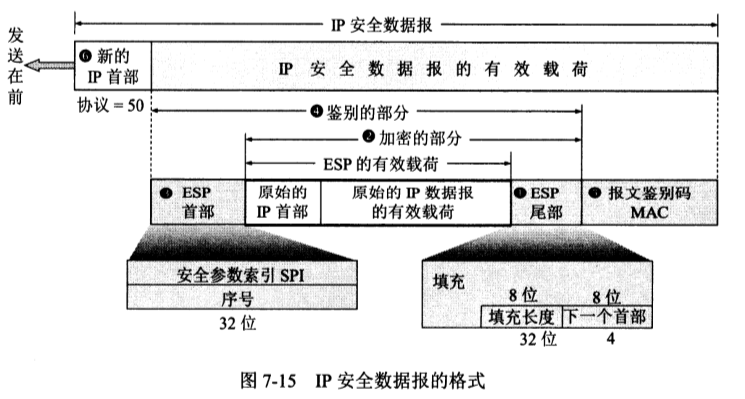 IP 安全数据报
发送在前
❻ 新的
IP 首部
IP 安全数据报的有效载荷
协议 = 50
❹ 鉴别的部分
❷ 加密的部分
ESP 的有效载荷
ESP
首部
原始的
IP 首部
原始的 IP 数据报
的有效载荷
ESP
尾部
报文鉴别码
MAC
安全参数索引 SPI
序号
32 位
填充
8 位
8 位
填充长度
下一个首部
32 位
4
图 7-15 IP 安全数据报的格式